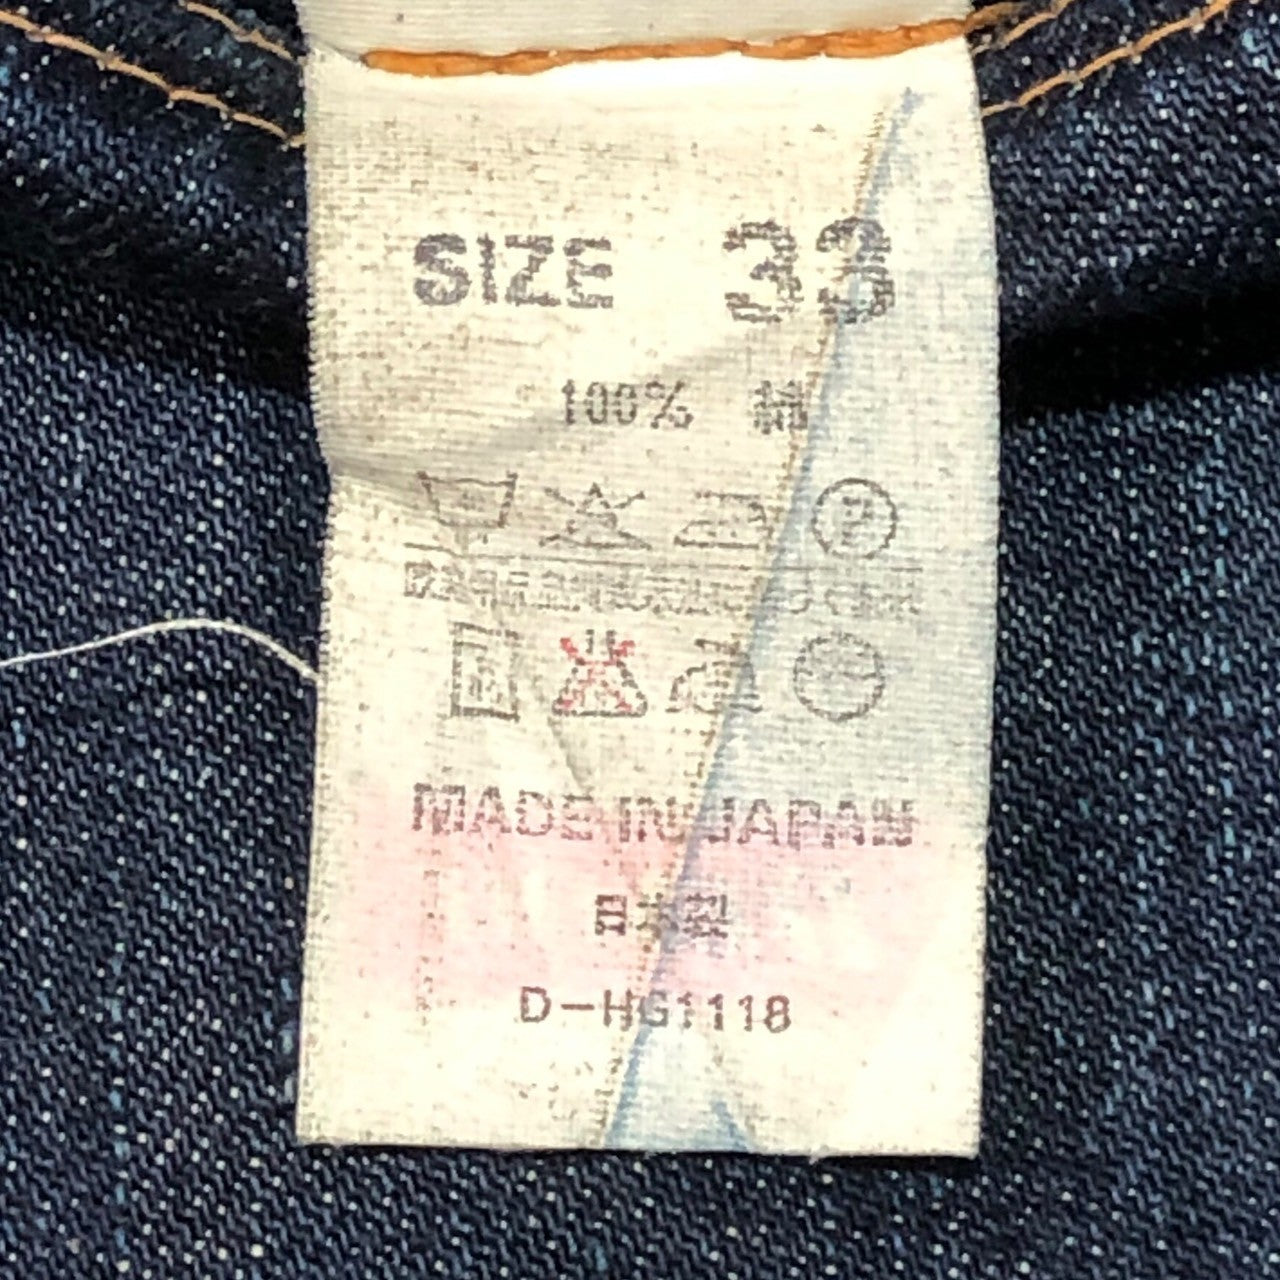 SIZE 33
100% 綿
MADE IN JAPAN
日本製
D-HG1118